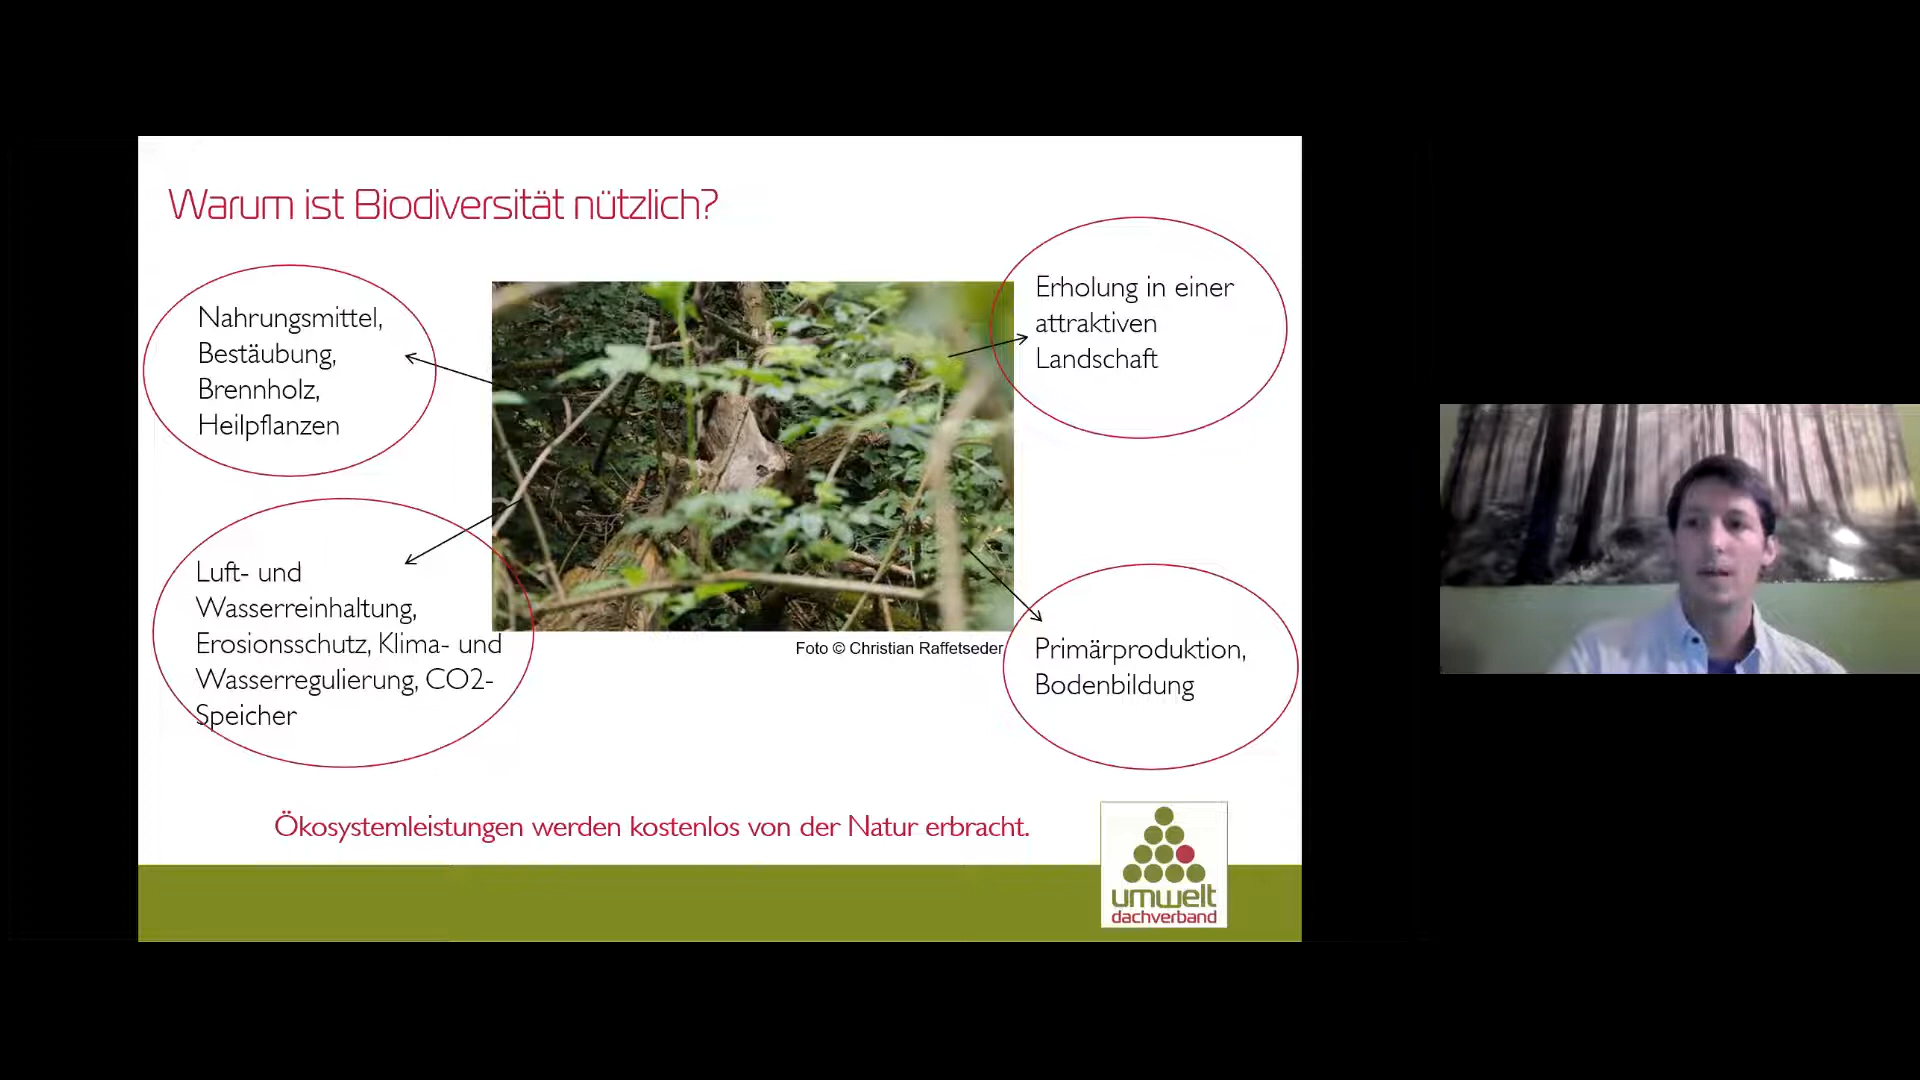 Warum ist Biodiversität nützlich?
Nahrungsmittel,
Bestäubung,
Brennholz,
Heilpflanzen
Erholung in einer
attraktiven
Landschaft
Luft- und
Wasserreinhaltung,
Erosionsschutz, Klima- und
Wasserregulierung, CO2-
Speicher
Foto © Christian Raffetseder
Primärproduktion,
Bodenbildung
Ökosystemleistungen werden kostenlos von der Natur erbracht.
umwelt
dachverband